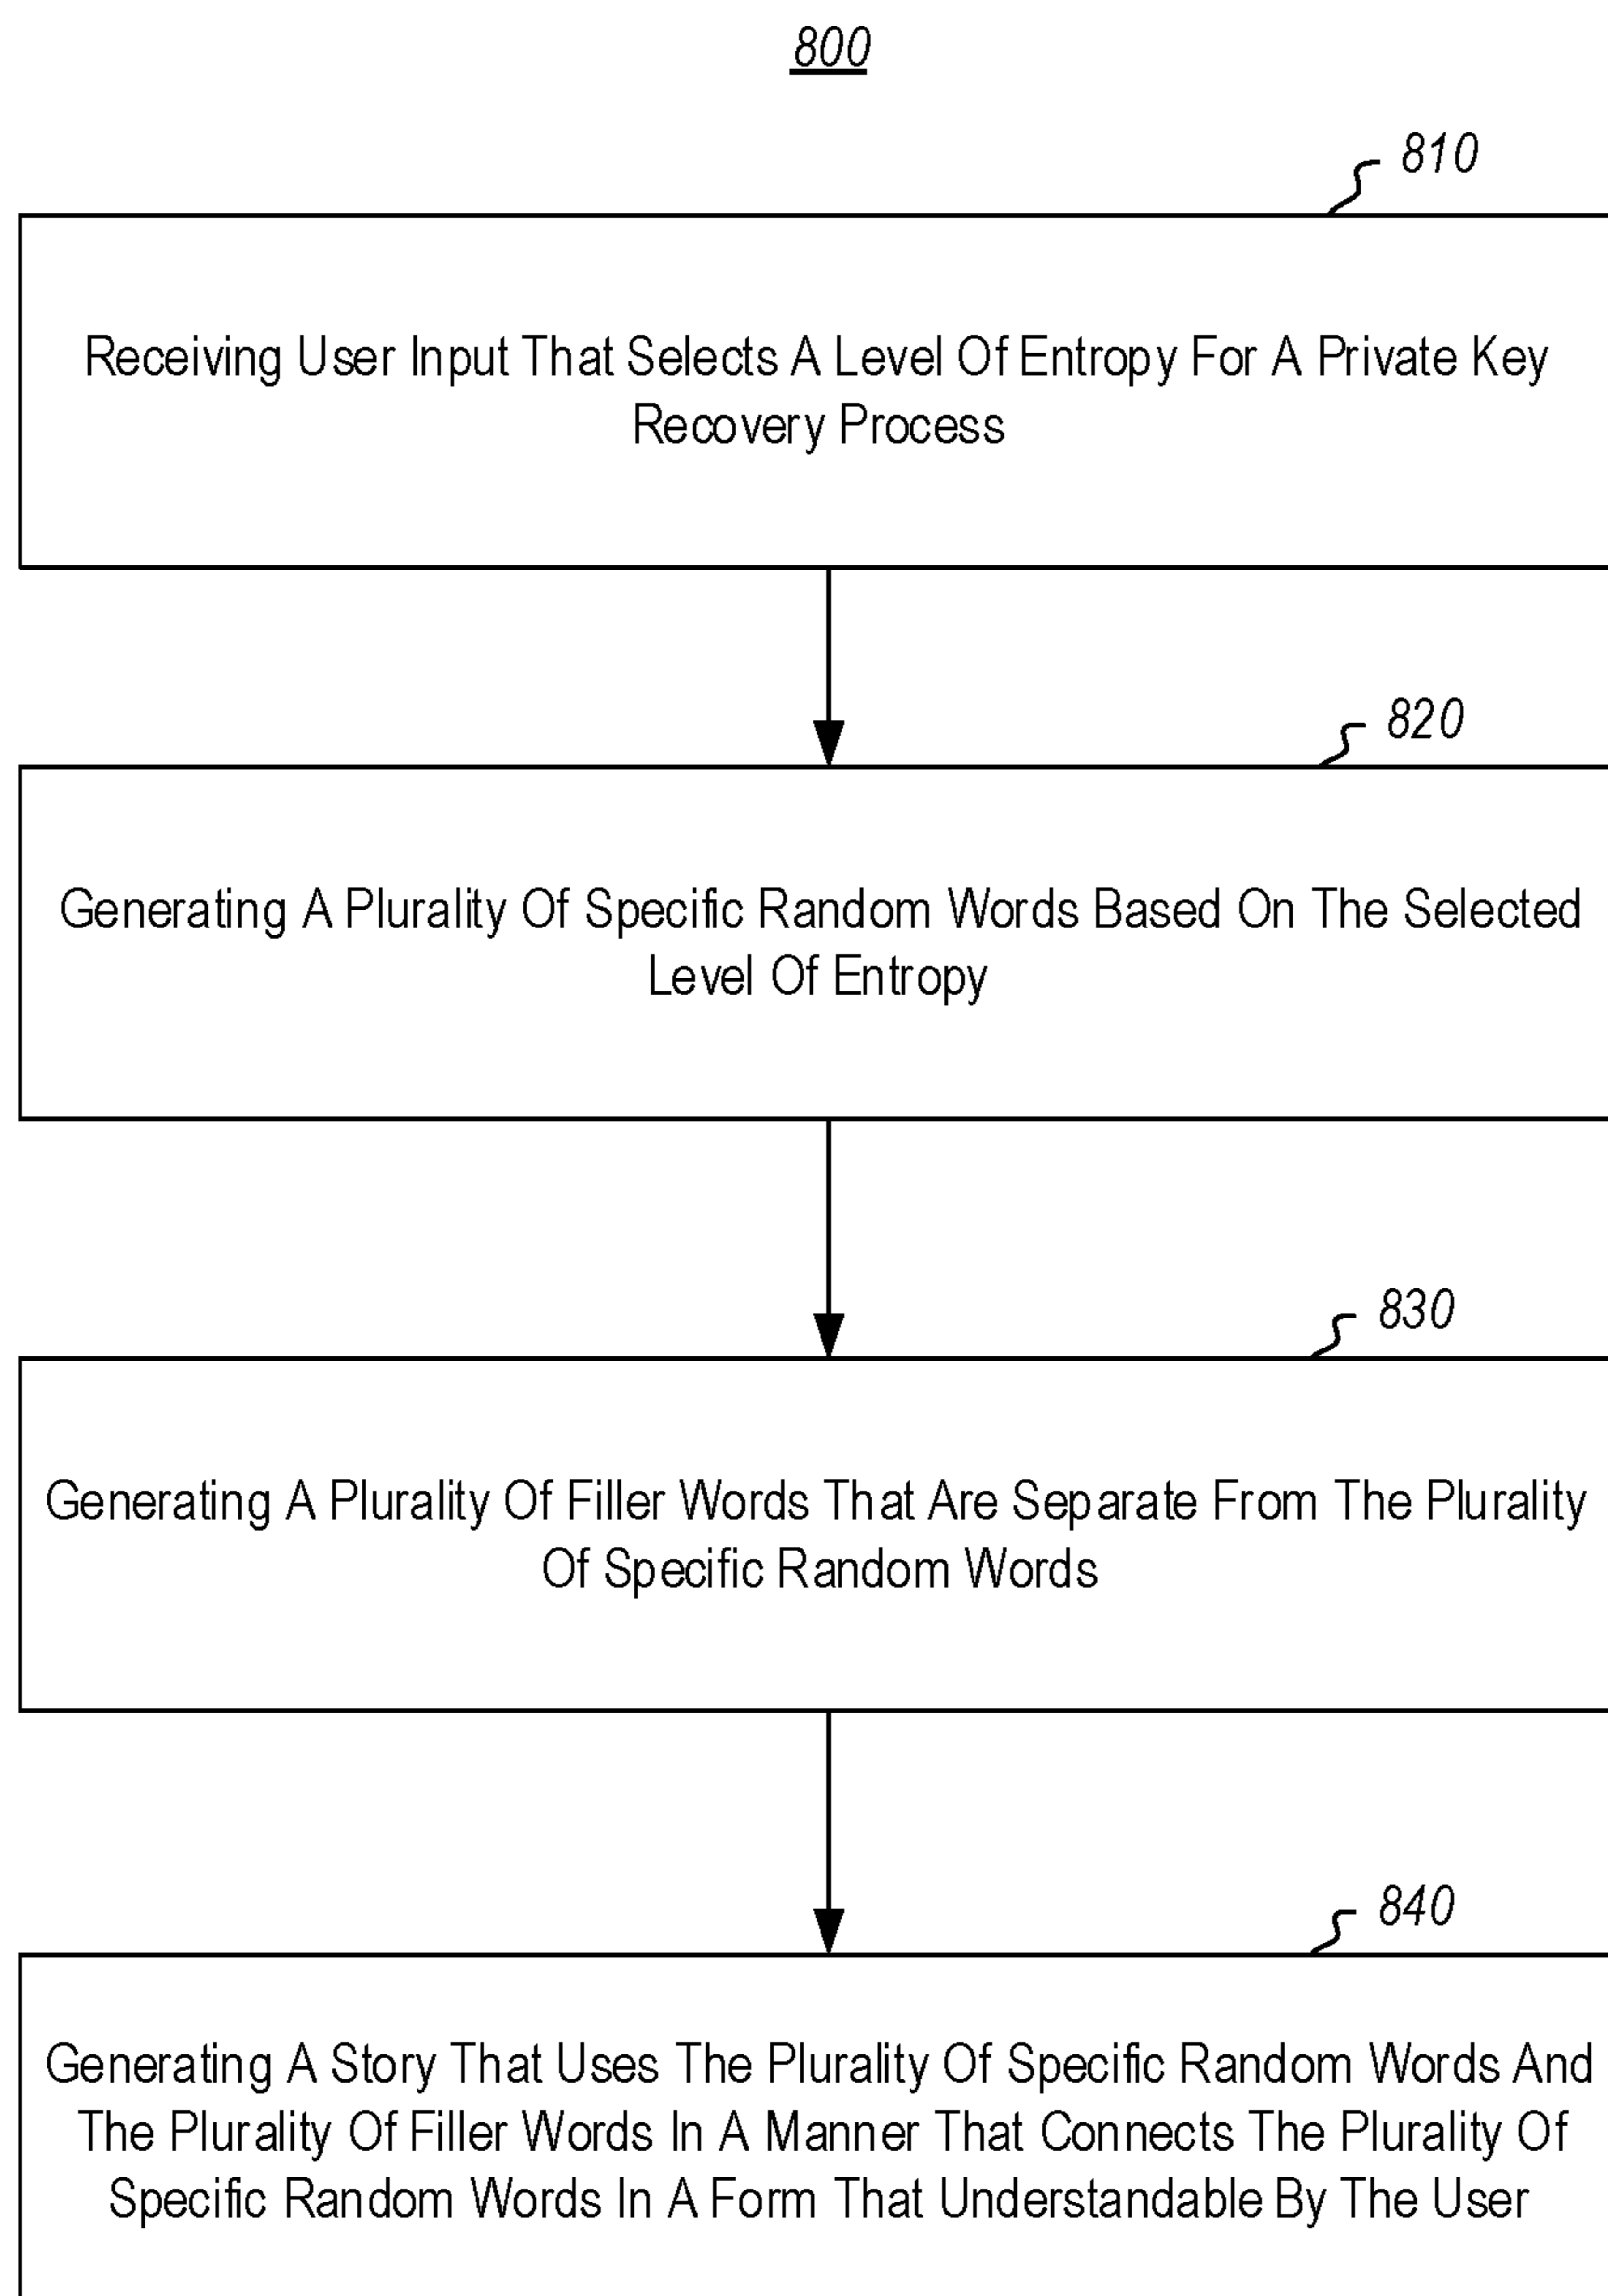 800
810
Receiving User Input That Selects A Level Of Entropy For A Private Key
Recovery Process
820
Generating A Plurality Of Specific Random Words Based On The Selected
Level Of Entropy
830
Generating A Plurality Of Filler Words That Are Separate From The Plurality
Of Specific Random Words
840
Generating A Story That Uses The Plurality Of Specific Random Words And
The Plurality Of Filler Words In A Manner That Connects The Plurality Of
Specific Random Words In A Form That Understandable By The User